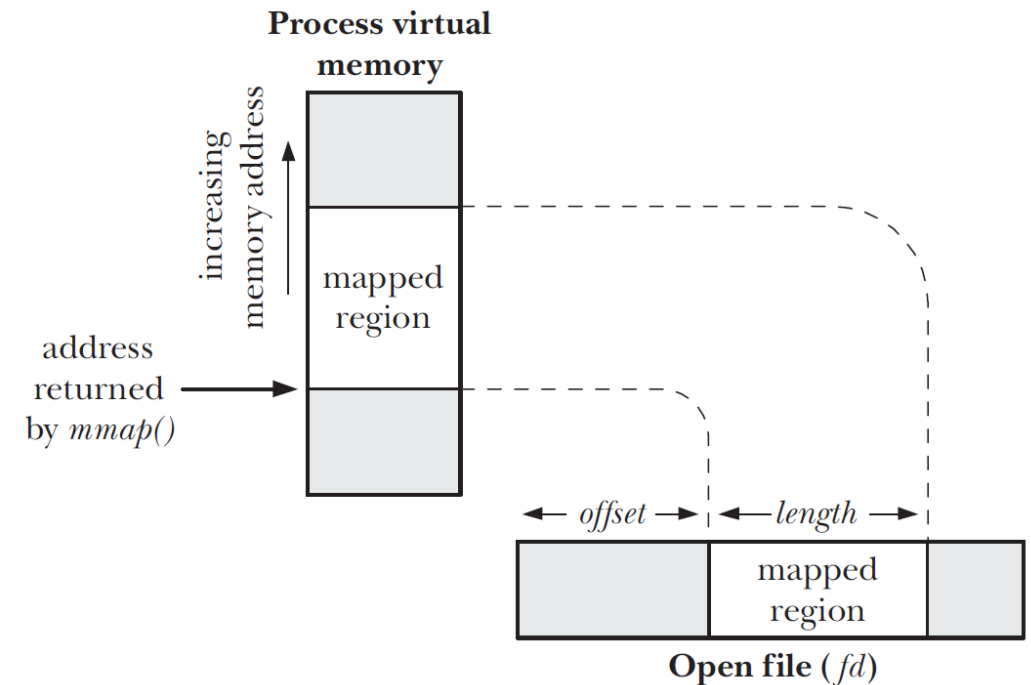 Process virtual
memory
increasing
memory address
mapped
region
address
returned
by mmap()
offset
length
mapped
region
Open file (fd)